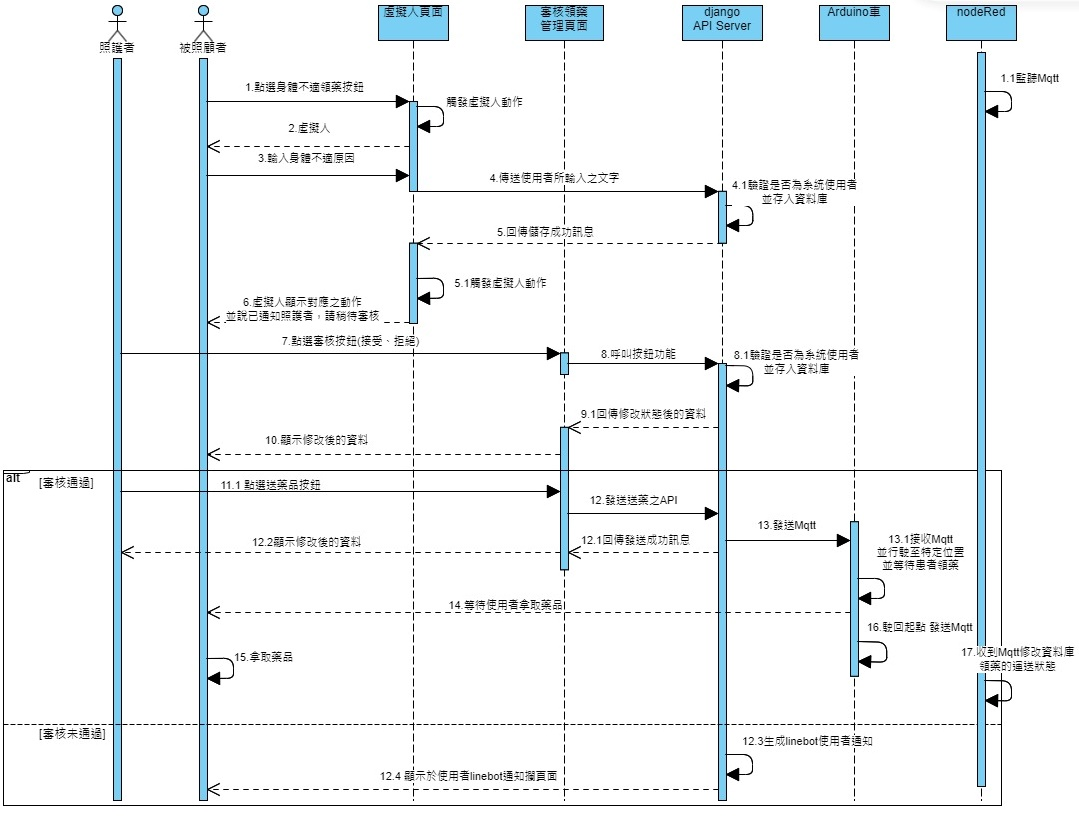 照護者
被照顧者
虛擬人頁面
審核領藥
管理頁面
django
API Server
Arduino車
nodeRed
1.1監聽Mqtt
1.點選身體不適領藥按鈕
觸發虛擬人動作
2.虛擬人
3.輸入身體不適原因
4.傳送使用者所輸入之文字
4.1驗證是否為系統使用者
並存入資料庫
5.回傳儲存成功訊息
5.1觸發虛擬人動作
6.虛擬人顯示對應之動作
並說已通知照護者，請稍待審核
7.點選審核按鈕(接受、拒絕)
8.呼叫按鈕功能
8.1驗證是否為系統使用者
並存入資料庫
9.1回傳修改狀態後的資料
10.顯示修改後的資料
alt
[審核通過]
11.1 點選送藥品按鈕
12.發送送藥之API
13.發送Mqtt
12.1回傳發送成功訊息
12.2顯示修改後的資料
13.1接收Mqtt
並行駛至特定位置
並等待患者領藥
14.等待使用者拿取藥品
15.拿取藥品
16.駛回起點 發送Mqtt
17.收到Mqtt修改資料庫
領藥的運送狀態
[審核未通過]
12.3生成linebot使用者通知
12.4 顯示於使用者linebot通知攔頁面